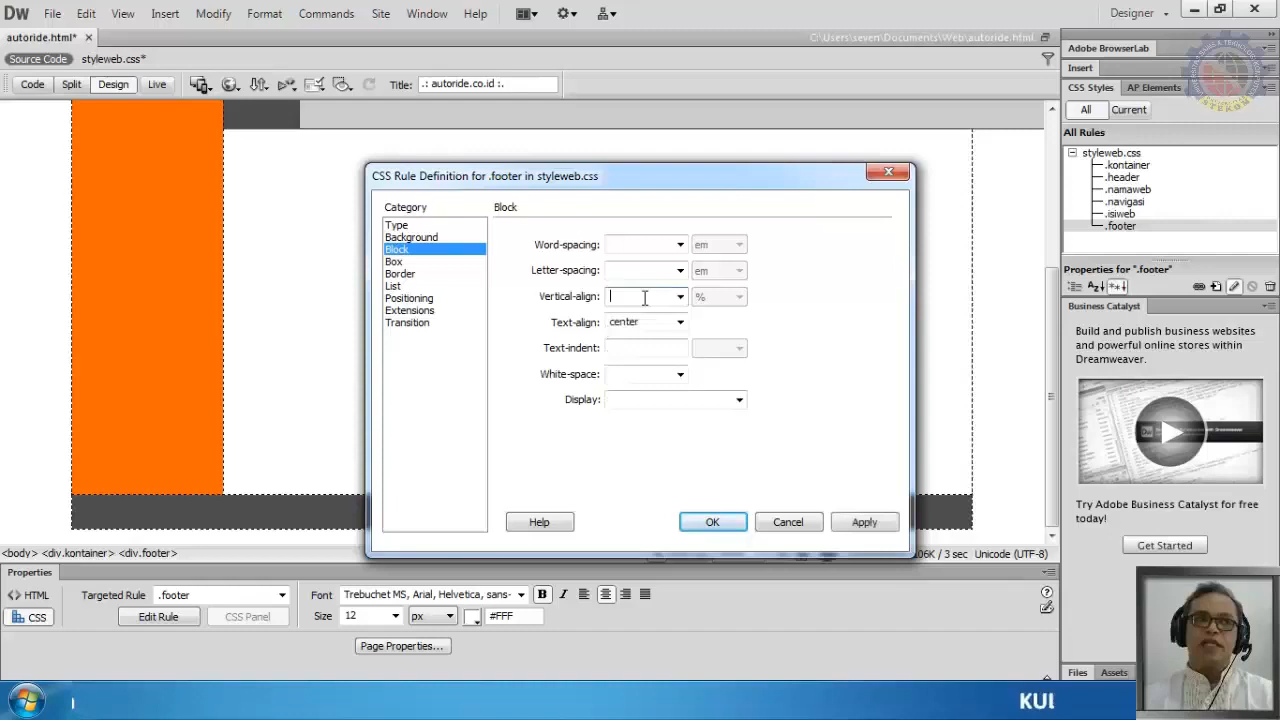 Dw File Edit View Insert Modify Format Commands Site Window Help Designer
autoride.html* C:\Users\seven\Documents\Web\autoride.html
Source Code styleweb.css*
Code Split Design Live Title: .: autoride.co.id :.
Adobe BrowserLab
Insert
CSS Styles AP Elements
All Current
All Rules
styleweb.css
.kontainer
.header
.namaweb
.navigasi
.isiweb
.footer
Properties for ".footer"
Business Catalyst
Build and publish business websites
and powerful online stores within
Dreamweaver.
Try Adobe Business Catalyst for free
today!
Get Started
Files Assets
CSS Rule Definition for .footer in styleweb.css
Category
Type
Background
Block
Box
Border
List
Positioning
Extensions
Transition
Block
Word-spacing: em
Letter-spacing: em
Vertical-align: %
Text-align: center
Text-indent:
White-space:
Display:
Help OK Cancel Apply
<body> <div.kontainer> <div.footer> 06K / 3 sec Unicode (UTF-8)
Properties
HTML Targeted Rule .footer Font Trebuchet MS, Arial, Helvetica, sans- B I
CSS Edit Rule CSS Panel Size 12 px #FFF
Page Properties...
STEKOM
KUL